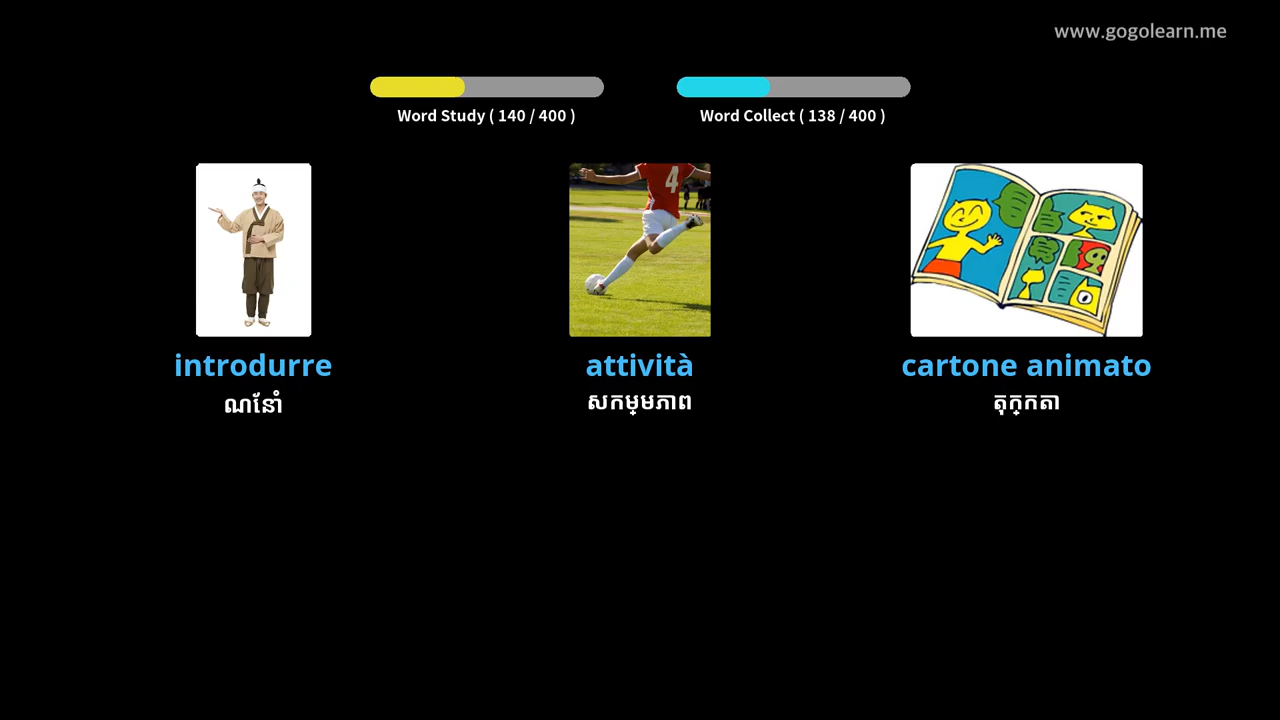 www.gogolearn.me
Word Study ( 140 / 400 )
Word Collect ( 138 / 400 )
introdurre
ណែនាំ
attività
សកម្មភាព
cartone animato
តុក្កតា